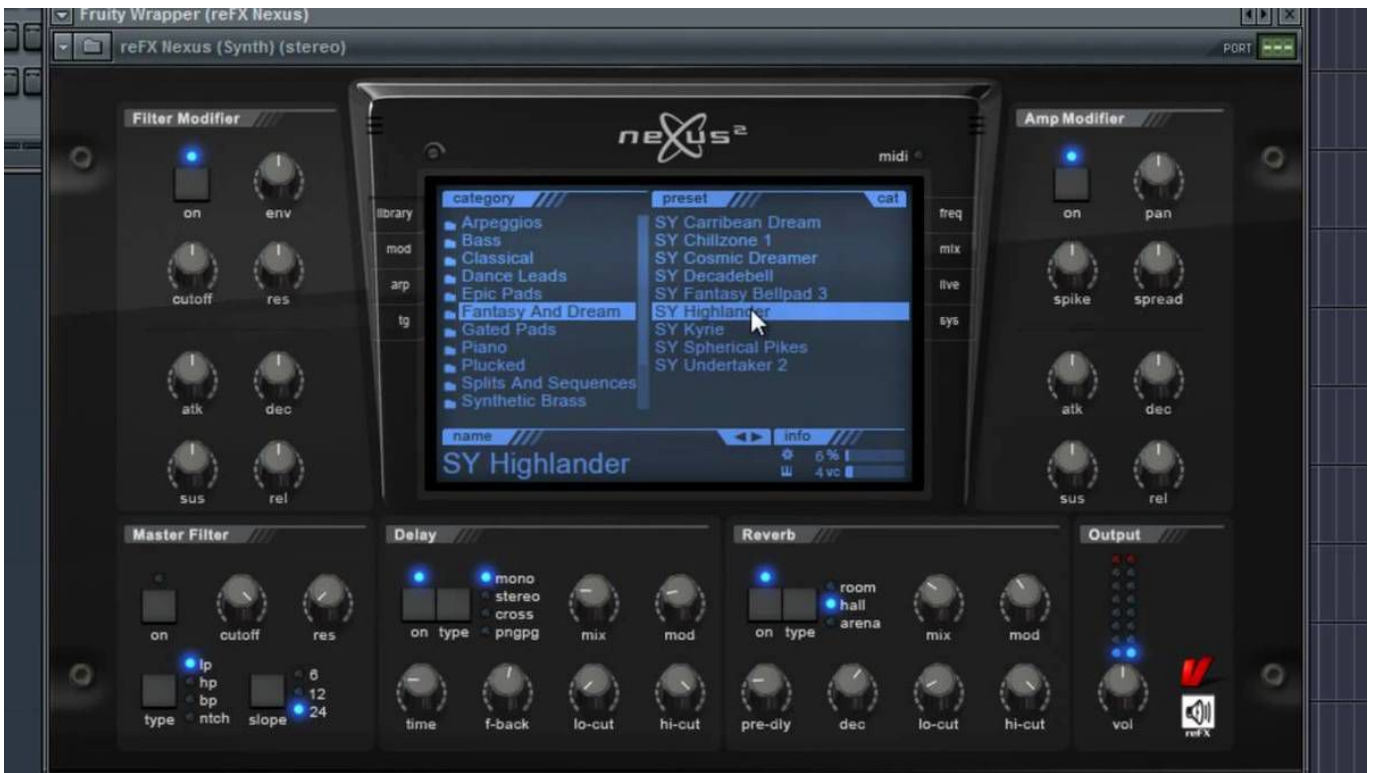 Fruity Wrapper (reFX Nexus)
reFX Nexus (Synth) (stereo)
PORT ---
Filter Modifier
on
env
cutoff
res
atk
dec
sus
rel
nexus²
midi
library
mod
arp
tg
category
Arpeggios
Bass
Classical
Dance Leads
Epic Pads
Fantasy And Dream
Gated Pads
Piano
Plucked
Splits And Sequences
Synthetic Brass
preset
cat
SY Carribean Dream
SY Chillzone 1
SY Cosmic Dreamer
SY Decadebell
SY Fantasy Bellpad 3
SY Highlander
SY Kyrie
SY Spherical Pikes
SY Undertaker 2
name
SY Highlander
info
6 %
4 vc
freq
mix
live
sys
Amp Modifier
on
pan
spike
spread
atk
dec
sus
rel
Master Filter
on
cutoff
res
type
lp
hp
bp
ntch
slope
6
12
24
Delay
on
type
mono
stereo
cross
pngpg
mix
mod
time
f-back
lo-cut
hi-cut
Reverb
on
type
room
hall
arena
mix
mod
pre-dly
dec
lo-cut
hi-cut
Output
vol
reFX